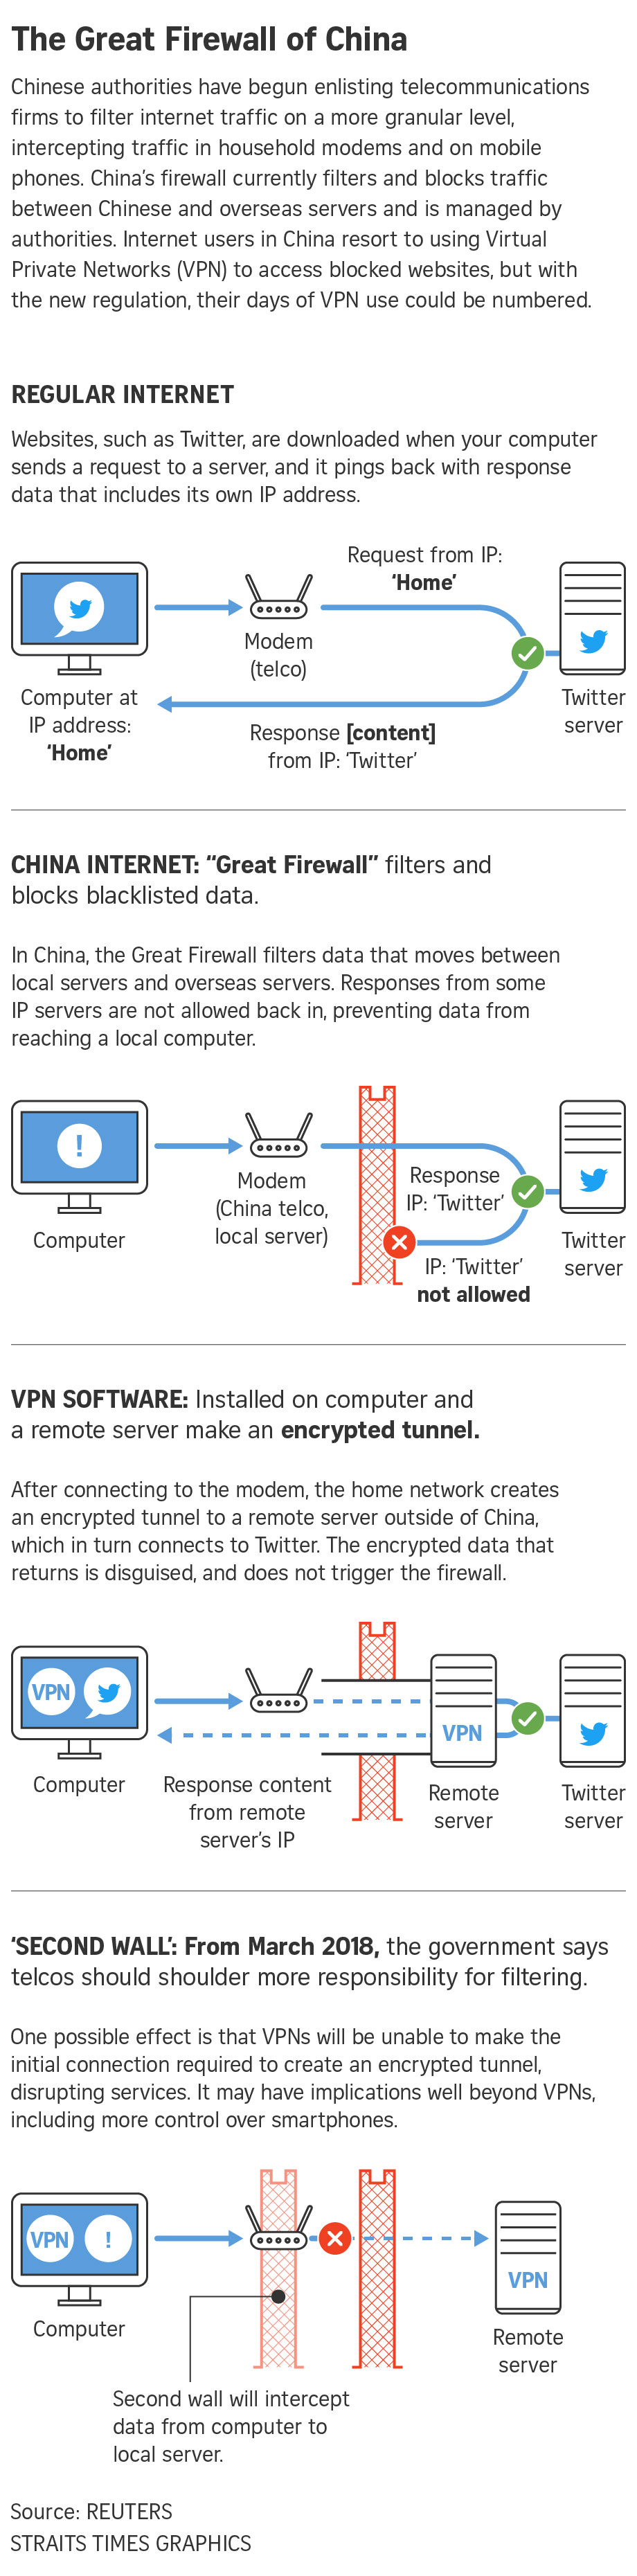 The Great Firewall of China
Chinese authorities have begun enlisting telecommunications
firms to filter internet traffic on a more granular level,
intercepting traffic in household modems and on mobile
phones. China's firewall currently filters and blocks traffic
between Chinese and overseas servers and is managed by
authorities. Internet users in China resort to using Virtual
Private Networks (VPN) to access blocked websites, but with
the new regulation, their days of VPN use could be numbered.
REGULAR INTERNET
Websites, such as Twitter, are downloaded when your computer
sends a request to a server, and it pings back with response
data that includes its own IP address.
Request from IP:
‘Home’
Modem
(telco)
Computer at
IP address:
‘Home’
Twitter
server
Response [content]
from IP: ‘Twitter’
CHINA INTERNET: “Great Firewall” filters and
blocks blacklisted data.
In China, the Great Firewall filters data that moves between
local servers and overseas servers. Responses from some
IP servers are not allowed back in, preventing data from
reaching a local computer.
!
Modem
(China telco,
local server)
Response
IP: ‘Twitter’
Computer
Twitter
server
IP: ‘Twitter’
not allowed
VPN SOFTWARE: Installed on computer and
a remote server make an encrypted tunnel.
After connecting to the modem, the home network creates
an encrypted tunnel to a remote server outside of China,
which in turn connects to Twitter. The encrypted data that
returns is disguised, and does not trigger the firewall.
VPN
VPN
Computer
Response content
from remote
server's IP
Remote
server
Twitter
server
‘SECOND WALL’: From March 2018, the government says
telcos should shoulder more responsibility for filtering.
One possible effect is that VPNs will be unable to make the
initial connection required to create an encrypted tunnel,
disrupting services. It may have implications well beyond VPNs,
including more control over smartphones.
VPN !
VPN
Computer
Remote
server
Second wall will intercept
data from computer to
local server.
Source: REUTERS
STRAITS TIMES GRAPHICS